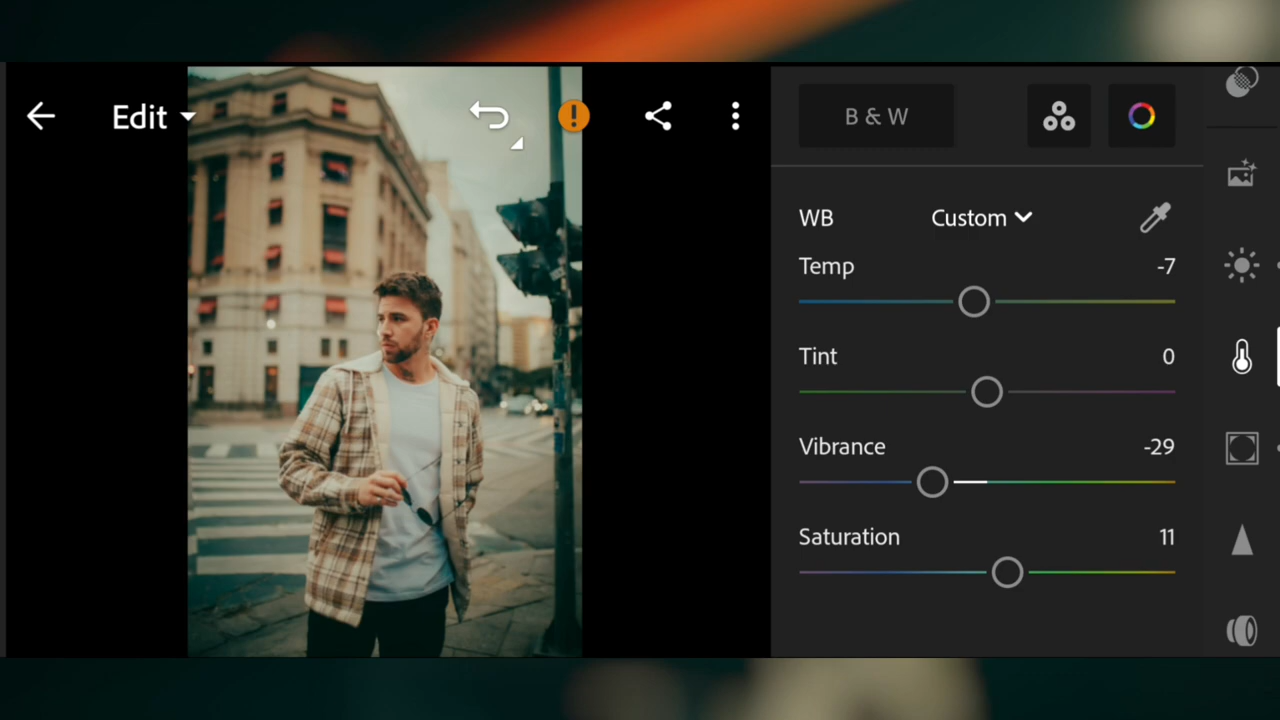 Edit
B & W
WB Custom
Temp -7
Tint 0
Vibrance -29
Saturation 11